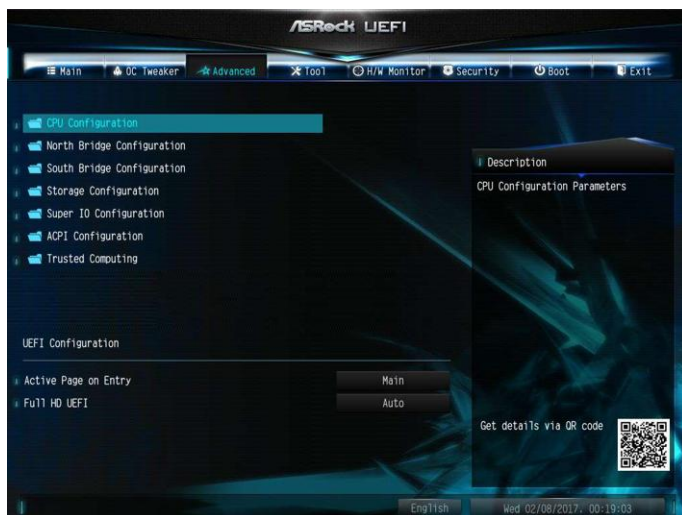 ASRock UEFI
Main OC Tweaker Advanced Tool H/W Monitor Security Boot Exit
CPU Configuration
North Bridge Configuration
South Bridge Configuration
Storage Configuration
Super IO Configuration
ACPI Configuration
Trusted Computing
UEFI Configuration
Active Page on Entry Main
Full HD UEFI Auto
Description
CPU Configuration Parameters
Get details via QR code
English Wed 02/08/2017. 00:19:03